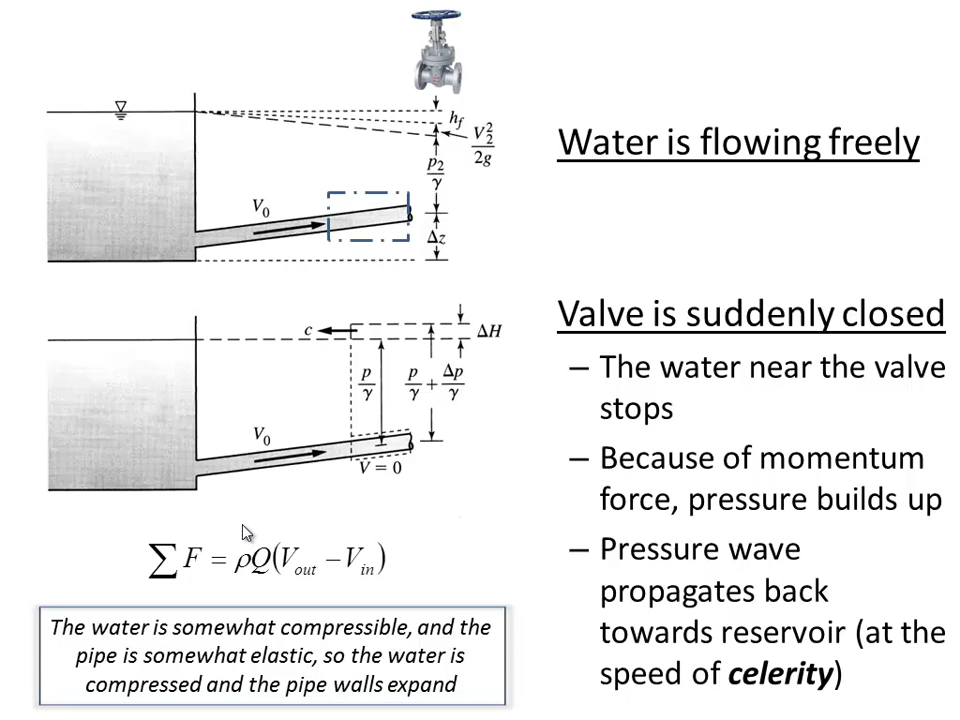 Water is flowing freely
h_f
V_2^2
2g
p_2
γ
V_0
Δz
Valve is suddenly closed
– The water near the valve
stops
– Because of momentum
force, pressure builds up
– Pressure wave
propagates back
towards reservoir (at the
speed of celerity)
c
ΔH
p
γ
p
γ
+
Δp
γ
V_0
V = 0
∑ F = ρQ(V_out − V_in)
The water is somewhat compressible, and the
pipe is somewhat elastic, so the water is
compressed and the pipe walls expand